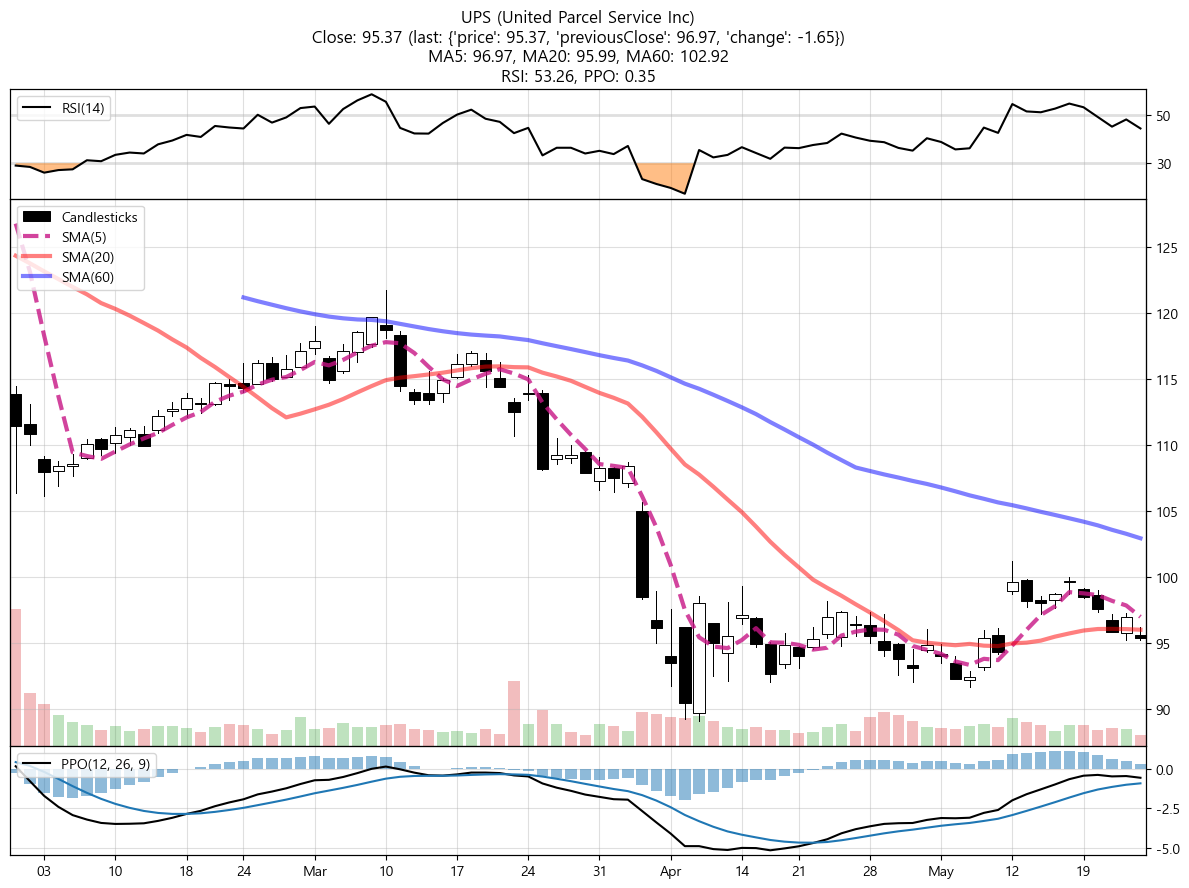 UPS (United Parcel Service Inc)
Close: 95.37 (last: {'price': 95.37, 'previousClose': 96.97, 'change': -1.65})
MA5: 96.97, MA20: 95.99, MA60: 102.92
RSI: 53.26, PPO: 0.35
RSI(14)
50
30
Candlesticks
SMA(5)
SMA(20)
SMA(60)
125
120
115
110
105
100
95
90
PPO(12, 26, 9)
0.0
-2.5
-5.0
03 10 18 24 Mar 10 17 24 31 Apr 14 21 28 May 12 19